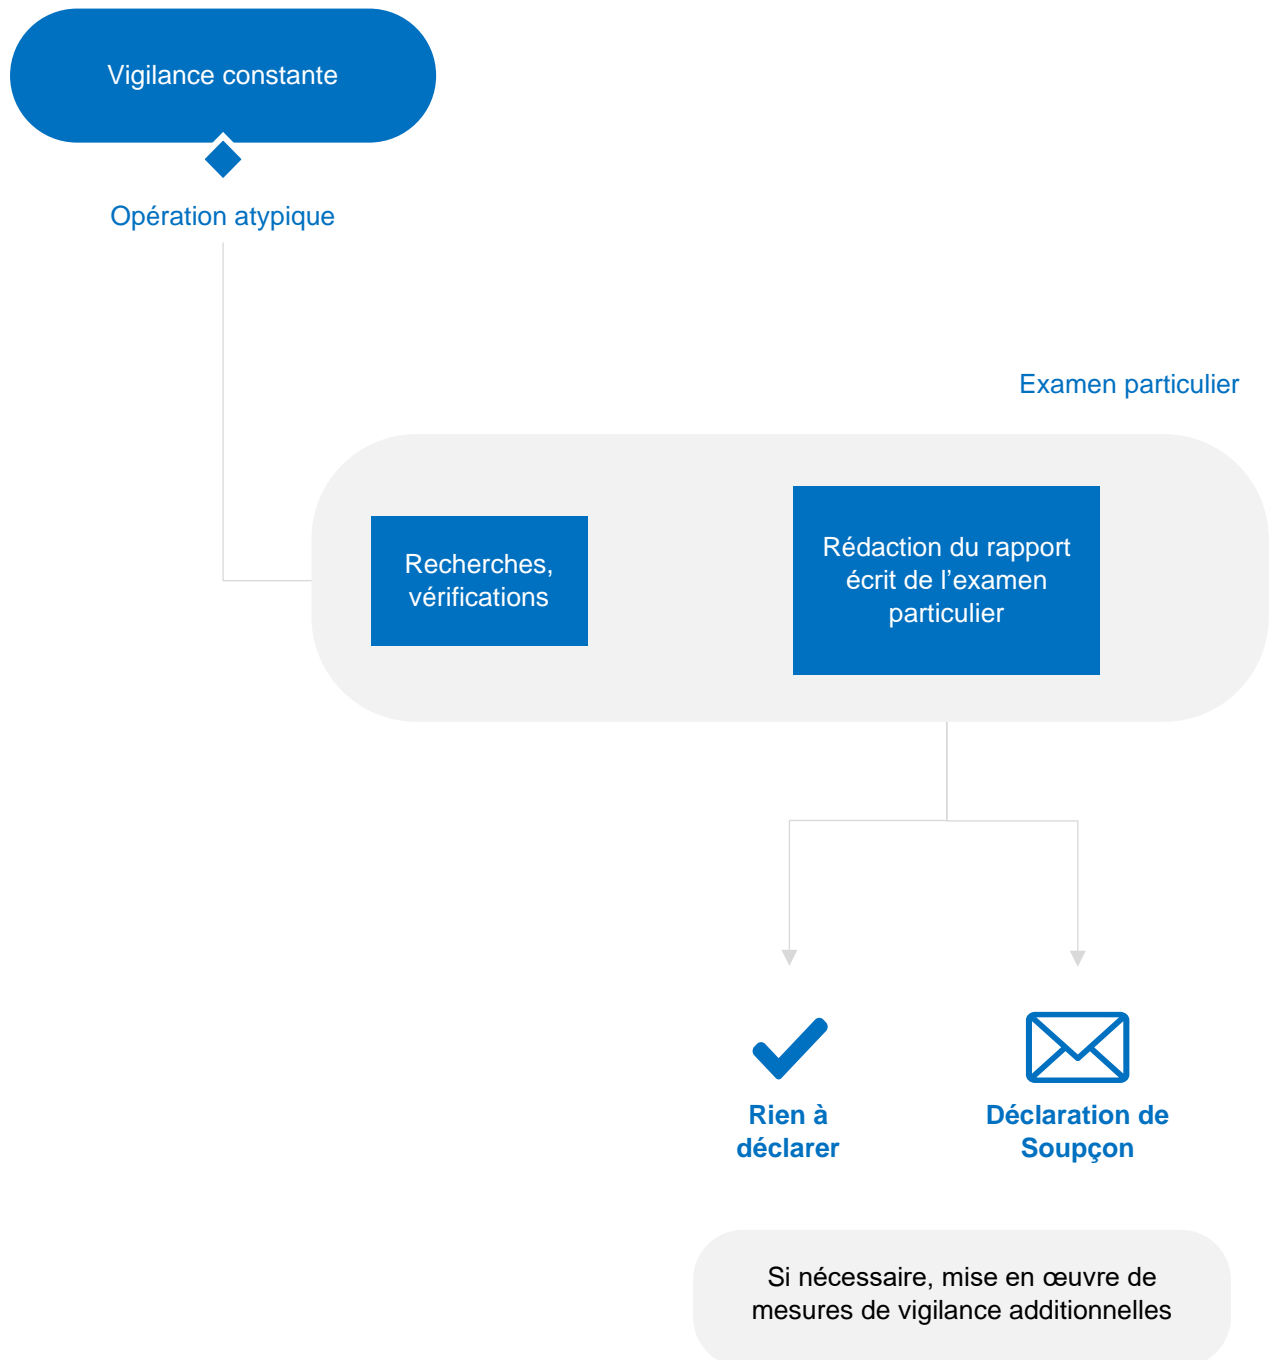 Vigilance constante
Opération atypique
Examen particulier
Recherches,
vérifications
Rédaction du rapport
écrit de l’examen
particulier
Rien à
déclarer
Déclaration de
Soupçon
Si nécessaire, mise en œuvre de
mesures de vigilance additionnelles